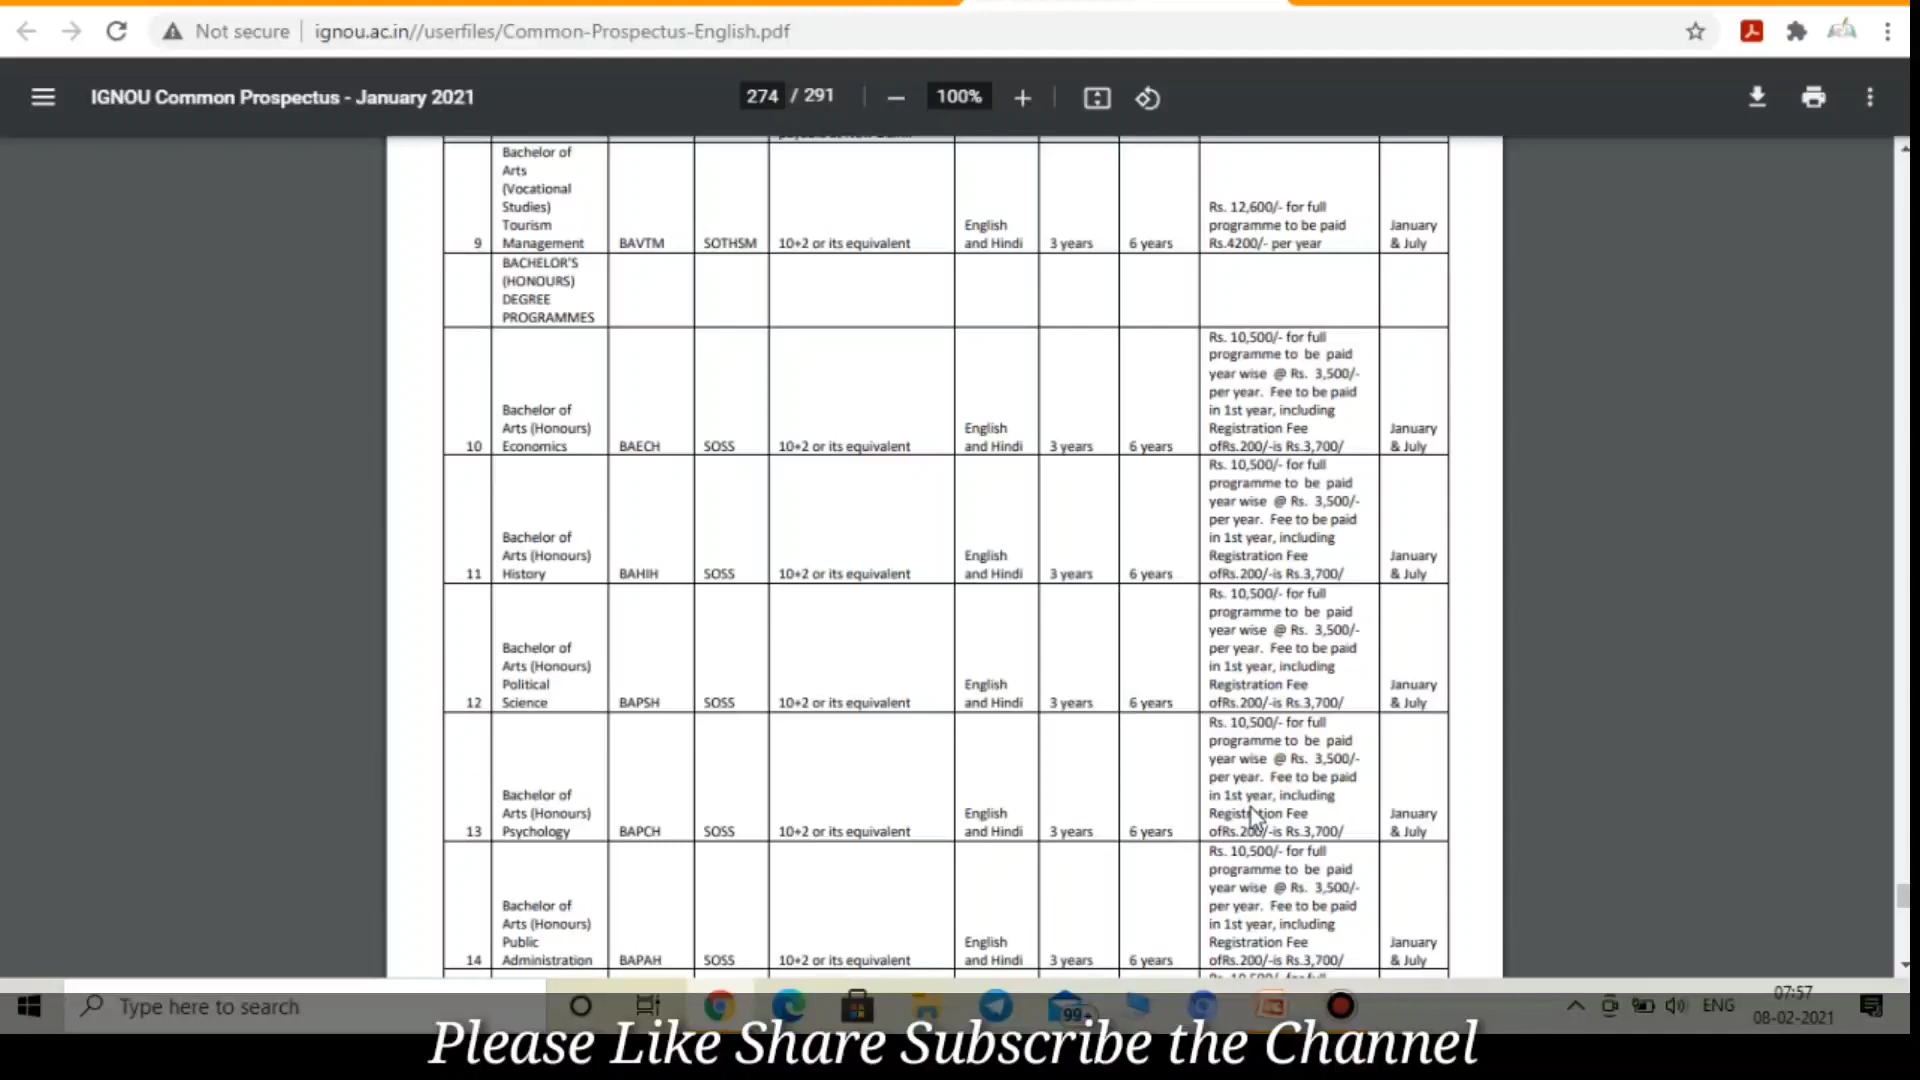 Not secure
ignou.ac.in//userfiles/Common-Prospectus-English.pdf
IGNOU Common Prospectus - January 2021
274 / 291
100%
Bachelor of
Arts
(Vocational
Studies)
Tourism
Management
9
BAVTM
SOTHSM
10+2 or its equivalent
English
and Hindi
3 years
6 years
Rs. 12,600/- for full
programme to be paid
Rs.4200/- per year
January
& July
BACHELOR'S
(HONOURS)
DEGREE
PROGRAMMES
10
Bachelor of
Arts (Honours)
Economics
BAECH
SOSS
10+2 or its equivalent
English
and Hindi
3 years
6 years
Rs. 10,500/- for full
programme to be paid
year wise @ Rs. 3,500/-
per year. Fee to be paid
in 1st year, including
Registration Fee
ofRs.200/-is Rs.3,700/
January
& July
11
Bachelor of
Arts (Honours)
History
BAHIH
SOSS
10+2 or its equivalent
English
and Hindi
3 years
6 years
Rs. 10,500/- for full
programme to be paid
year wise @ Rs. 3,500/-
per year. Fee to be paid
in 1st year, including
Registration Fee
ofRs.200/-is Rs.3,700/
January
& July
12
Bachelor of
Arts (Honours)
Political
Science
BAPSH
SOSS
10+2 or its equivalent
English
and Hindi
3 years
6 years
Rs. 10,500/- for full
programme to be paid
year wise @ Rs. 3,500/-
per year. Fee to be paid
in 1st year, including
Registration Fee
ofRs.200/-is Rs.3,700/
January
& July
13
Bachelor of
Arts (Honours)
Psychology
BAPCH
SOSS
10+2 or its equivalent
English
and Hindi
3 years
6 years
Rs. 10,500/- for full
programme to be paid
year wise @ Rs. 3,500/-
per year. Fee to be paid
in 1st year, including
Registration Fee
ofRs.200/-is Rs.3,700/
January
& July
14
Bachelor of
Arts (Honours)
Public
Administration
BAPAH
SOSS
10+2 or its equivalent
English
and Hindi
3 years
6 years
Rs. 10,500/- for full
programme to be paid
year wise @ Rs. 3,500/-
per year. Fee to be paid
in 1st year, including
Registration Fee
ofRs.200/-is Rs.3,700/
January
& July
Type here to search
99+
ENG
07:57
08-02-2021
Please Like Share Subscribe the Channel